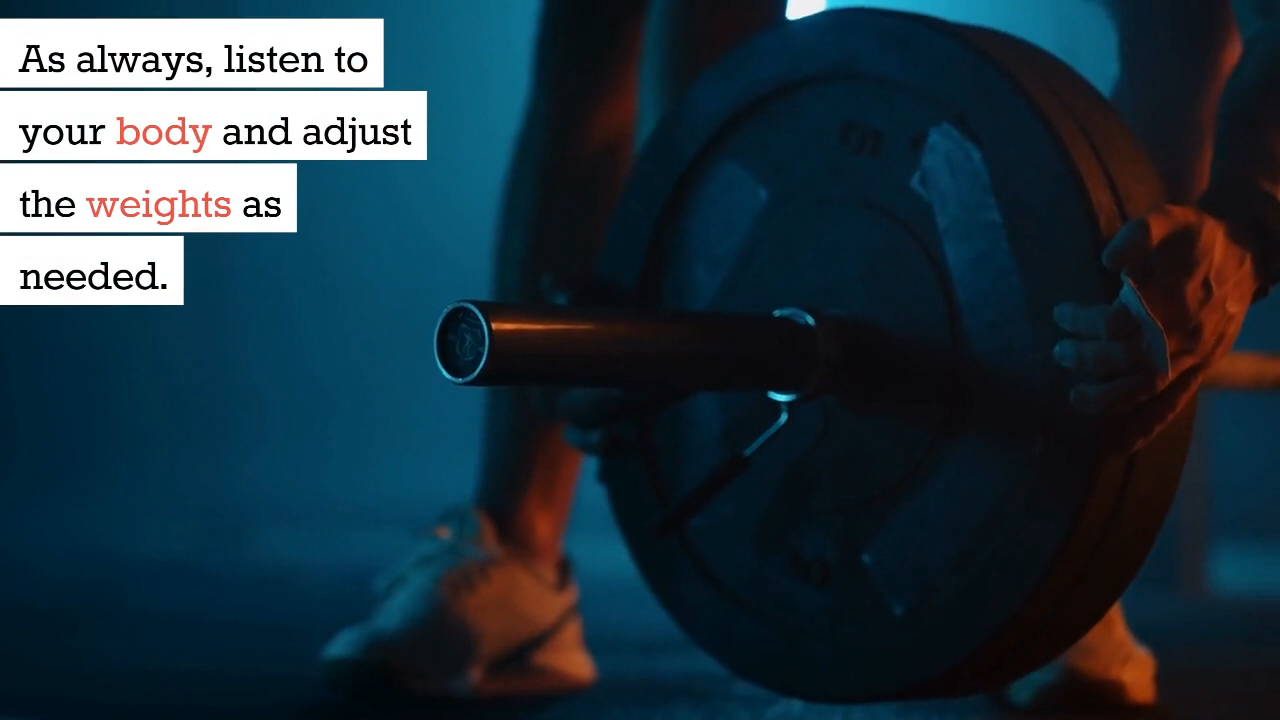 As always, listen to
your body and adjust
the weights as
needed.